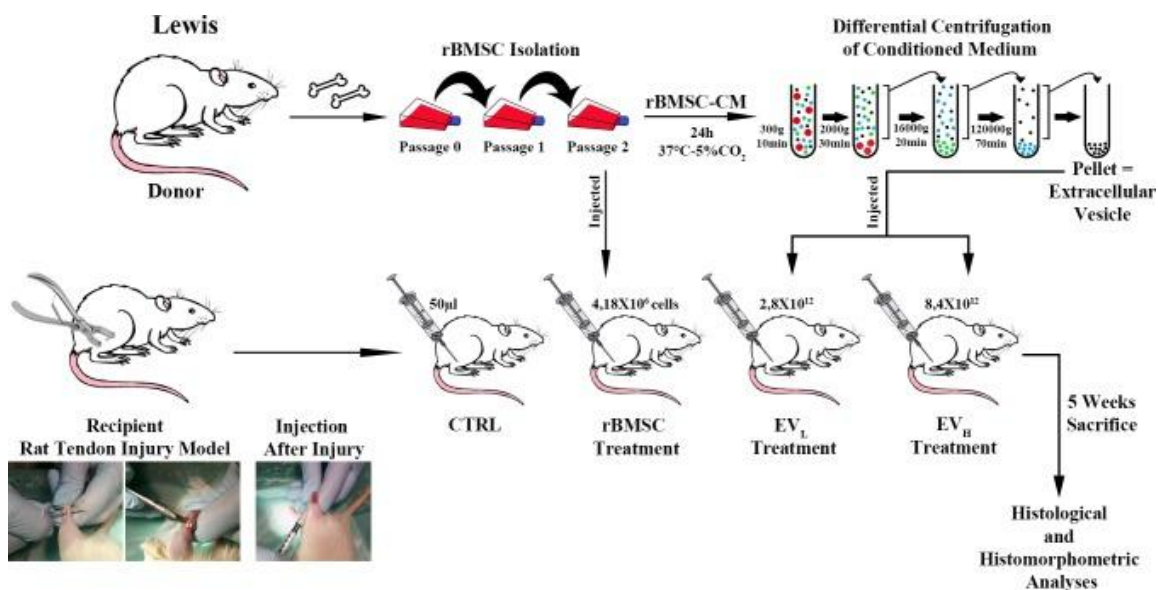 Lewis
Donor
rBMSC Isolation
Passage 0
Passage 1
Passage 2
rBMSC-CM
24h
37°C-5%CO₂
Differential Centrifugation
of Conditioned Medium
300g
10min
2000g
30min
16000g
20min
120000g
70min
Pellet =
Extracellular
Vesicle
Injected
Injected
50µl
4,18X10⁶ cells
2,8X10¹²
8,4X10¹²
Recipient
Rat Tendon Injury Model
Injection
After Injury
CTRL
rBMSC
Treatment
EV_L
Treatment
EV_H
Treatment
5 Weeks
Sacrifice
Histological
and
Histomorphometric
Analyses